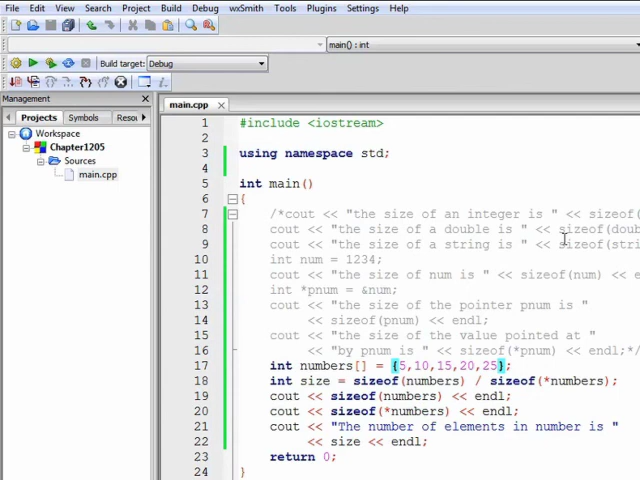 File Edit View Search Project Build Debug wxSmith Tools Plugins Settings Help
main() : int
Build target: Debug
Management
main.cpp
Projects Symbols Resou
Workspace
Chapter1205
Sources
main.cpp
1 #include <iostream>
2
3 using namespace std;
4
5 int main()
6 {
7 /*cout << "the size of an integer is " << sizeof(
8 cout << "the size of a double is " << sizeof(doub
9 cout << "the size of a string is " << sizeof(stri
10 int num = 1234;
11 cout << "the size of num is " << sizeof(num) << e
12 int *pnum = &num;
13 cout << "the size of the pointer pnum is "
14 << sizeof(pnum) << endl;
15 cout << "the size of the value pointed at "
16 << "by pnum is " << sizeof(*pnum) << endl;*/
17 int numbers[] = {5,10,15,20,25};
18 int size = sizeof(numbers) / sizeof(*numbers);
19 cout << sizeof(numbers) << endl;
20 cout << sizeof(*numbers) << endl;
21 cout << "The number of elements in number is "
22 << size << endl;
23 return 0;
24 }